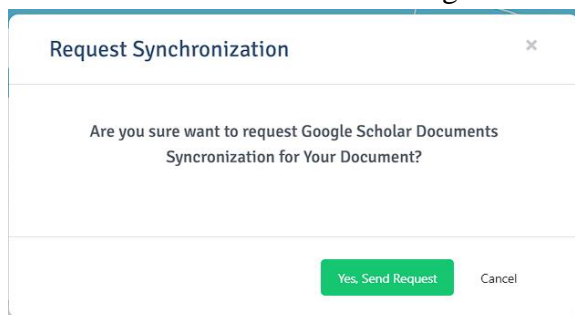 Request Synchronization
×
Are you sure want to request Google Scholar Documents
Syncronization for Your Document?
Yes, Send Request Cancel